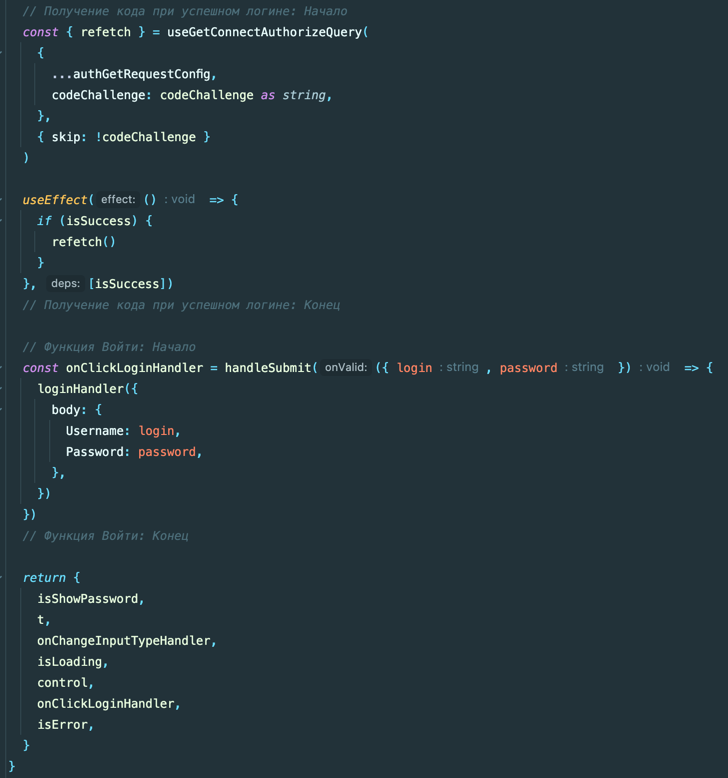 // Получение кода при успешном логине: Начало
const { refetch } = useGetConnectAuthorizeQuery(
{
...authGetRequestConfig,
codeChallenge: codeChallenge as string,
},
{ skip: !codeChallenge }
)
useEffect( effect: () : void => {
if (isSuccess) {
refetch()
}
}, deps: [isSuccess])
// Получение кода при успешном логине: Конец
// Функция Войти: Начало
const onClickLoginHandler = handleSubmit( onValid: ({ login : string , password : string }) : void => {
loginHandler({
body: {
Username: login,
Password: password,
},
})
})
// Функция Войти: Конец
return {
isShowPassword,
t,
onChangeInputTypeHandler,
isLoading,
control,
onClickLoginHandler,
isError,
}
}